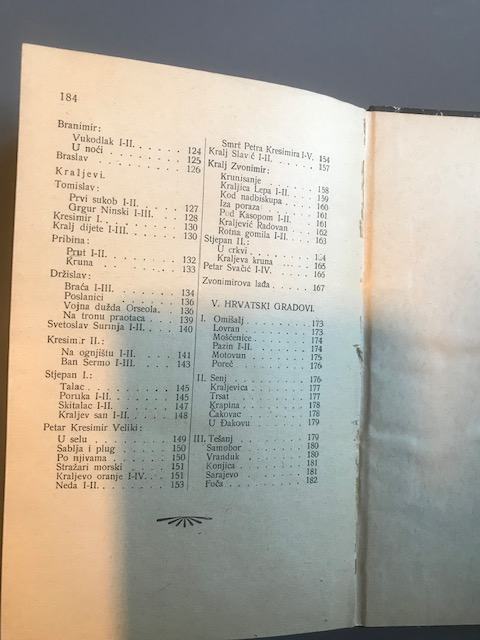 184
Branimir:
Vukodlak I-II. . . . . . 124
U noći . . . . . . . 125
Braslav . . . . . . . . 126
Kraljevi.
Tomislav:
Prvi sukob I-II . . . . . 127
Grgur Ninski I-III. . . . 128
Kresimir I. . . . . . . . 130
Kralj dijete I-III. . . . . . 130
Pribina:
Prut I-II . . . . . . . 132
Kruna . . . . . . . . 133
Držislav:
Braća I-III . . . . . . 134
Poslanici . . . . . . . 136
Vojna dužda Orseola. . . 136
Na tronu praotaca . . . . 139
Svetoslav Surinja I-II. . . . 140
Kresimir II.:
Na ognjištu I-II . . . . . 141
Ban Sermo I-III. . . . . 143
Stjepan I.:
Talac . . . . . . . . 145
Poruka I-II . . . . . . 145
Skitalac I-II. . . . . . 147
Kraljev san I-II . . . . . 148
Petar Kresimir Veliki:
U selu . . . . . . . . 149
Sablja i plug . . . . . . 150
Po njivama . . . . . . 150
Stražari morski . . . . . 151
Kraljevo oranje I-IV. . . . 151
Neda I-II. . . . . . . 153
Smrt Petra Kresimira I-V. 154
Kralj Slavić I-II. . . . . . 157
Kralj Zvonimir:
Krunisanje . . . . . . 158
Kraljica Lepa I-II . . . . 159
Kod nadbiskupa . . . . 160
Iza poraza . . . . . . 161
Pod Kasopom I-II . . . . 161
Kraljević Radovan . . . . 162
Rotna gomila I-II . . . . 163
Stjepan II.:
U crkvi . . . . . . .
Kraljeva kruna . . . . . 165
Petar Svačić I-IV. . . . . . 165
Zvonimirova lađa . . . . . 167
V. HRVATSKI GRADOVI.
I. Omišalj . . . . . . . . 173
Lovran . . . . . . . . 173
Mošćenice . . . . . . . 174
Pazin I-II . . . . . . . 174
Motovun . . . . . . . 175
Poreč . . . . . . . . 176
II. Senj . . . . . . . . . 176
Kraljevica . . . . . . . 177
Trsat . . . . . . . . . 177
Krapina . . . . . . . . 178
Čakovac . . . . . . . . 178
U Đakovu . . . . . . . 179
III. Tešanj . . . . . . . . 179
Samobor . . . . . . . . 180
Vranduk . . . . . . . . 180
Konjica . . . . . . . . 181
Sarajevo . . . . . . . . 181
Foča . . . . . . . . . 182